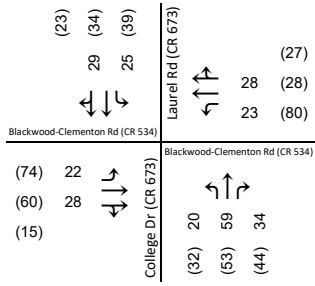 (23) (34) (39)
29 25
Laurel Rd (CR 673)
(27)
28 (28)
23 (80)
Blackwood-Clementon Rd (CR 534)
Blackwood-Clementon Rd (CR 534)
(74) 22
(60) 28
(15)
College Dr (CR 673)
20 59 34
(32) (53) (44)